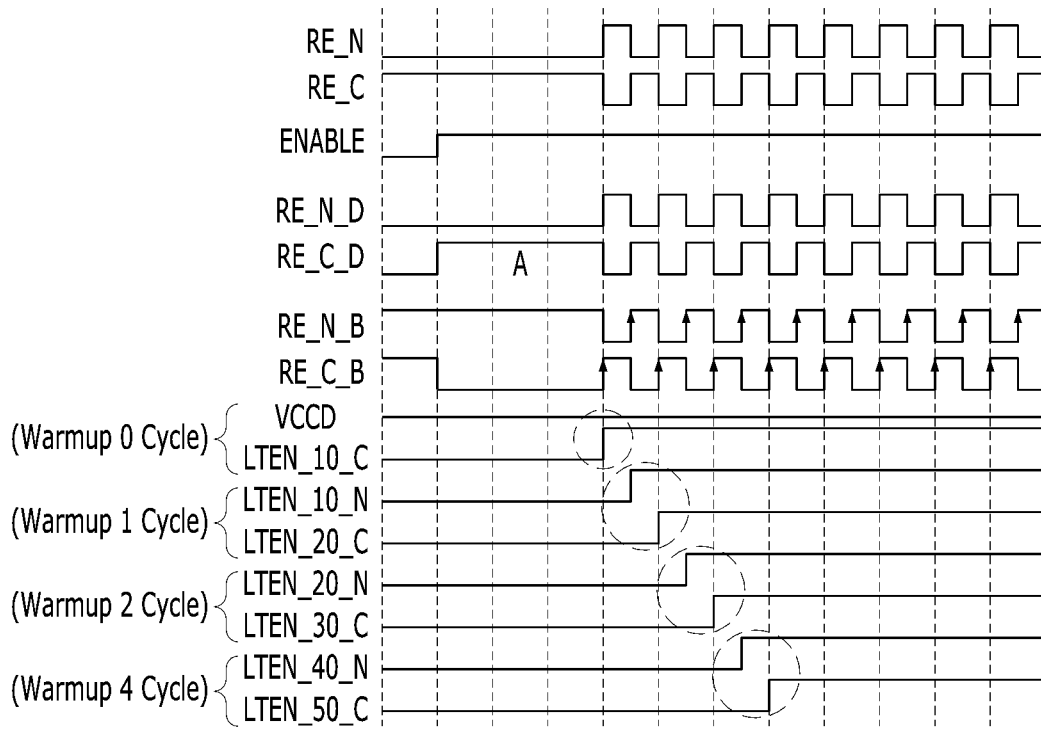 RE_N
RE_C
ENABLE
RE_N_D
RE_C_D
A
RE_N_B
RE_C_B
(Warmup 0 Cycle)
VCCD
LTEN_10_C
(Warmup 1 Cycle)
LTEN_10_N
LTEN_20_C
(Warmup 2 Cycle)
LTEN_20_N
LTEN_30_C
(Warmup 4 Cycle)
LTEN_40_N
LTEN_50_C